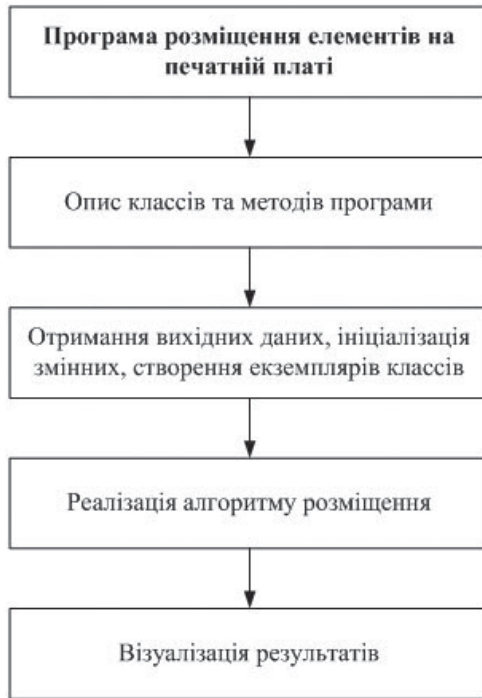 Програма розміщення елементів на
печатній платі
Опис классів та методів програми
Отримання вихідних даних, ініціалізація
змінних, створення екземплярів классів
Реалізація алгоритму розміщення
Візуалізація результатів